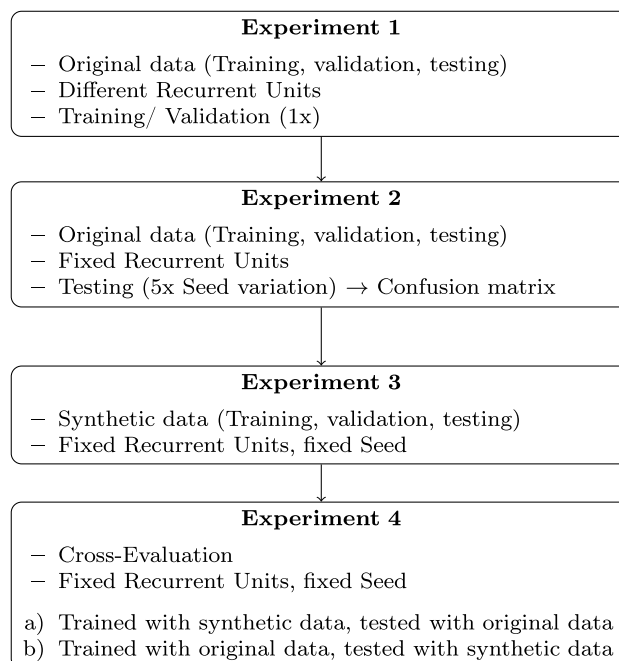 Experiment 1
– Original data (Training, validation, testing)
– Different Recurrent Units
– Training/ Validation (1x)
Experiment 2
– Original data (Training, validation, testing)
– Fixed Recurrent Units
– Testing (5x Seed variation) → Confusion matrix
Experiment 3
– Synthetic data (Training, validation, testing)
– Fixed Recurrent Units, fixed Seed
Experiment 4
– Cross-Evaluation
– Fixed Recurrent Units, fixed Seed
a) Trained with synthetic data, tested with original data
b) Trained with original data, tested with synthetic data